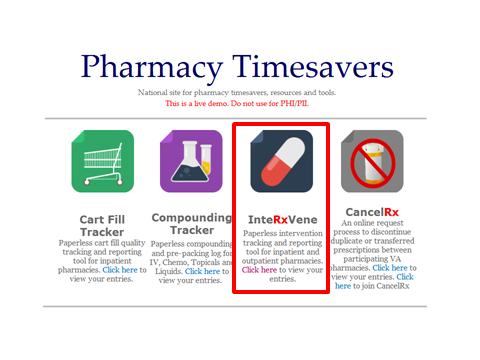 Pharmacy Timesavers
National site for pharmacy timesavers, resources and tools.
This is a live demo. Do not use for PHI/PII.
Cart Fill
Tracker
Paperless cart fill quality
tracking and reporting
tool for inpatient
pharmacies. Click here to
view your entries.
Compounding
Tracker
Paperless compounding
and pre-packing log for
IV, Chemo, Topicals and
Liquids. Click here to
view your entries.
InteRxVene
Paperless intervention
tracking and reporting
tool for inpatient and
outpatient pharmacies.
Click here to view your
entries.
CancelRx
An online request
process to discontinue
duplicate or transferred
prescriptions between
participating VA
pharmacies. Click here to
view your entries. Click
here to join CancelRx